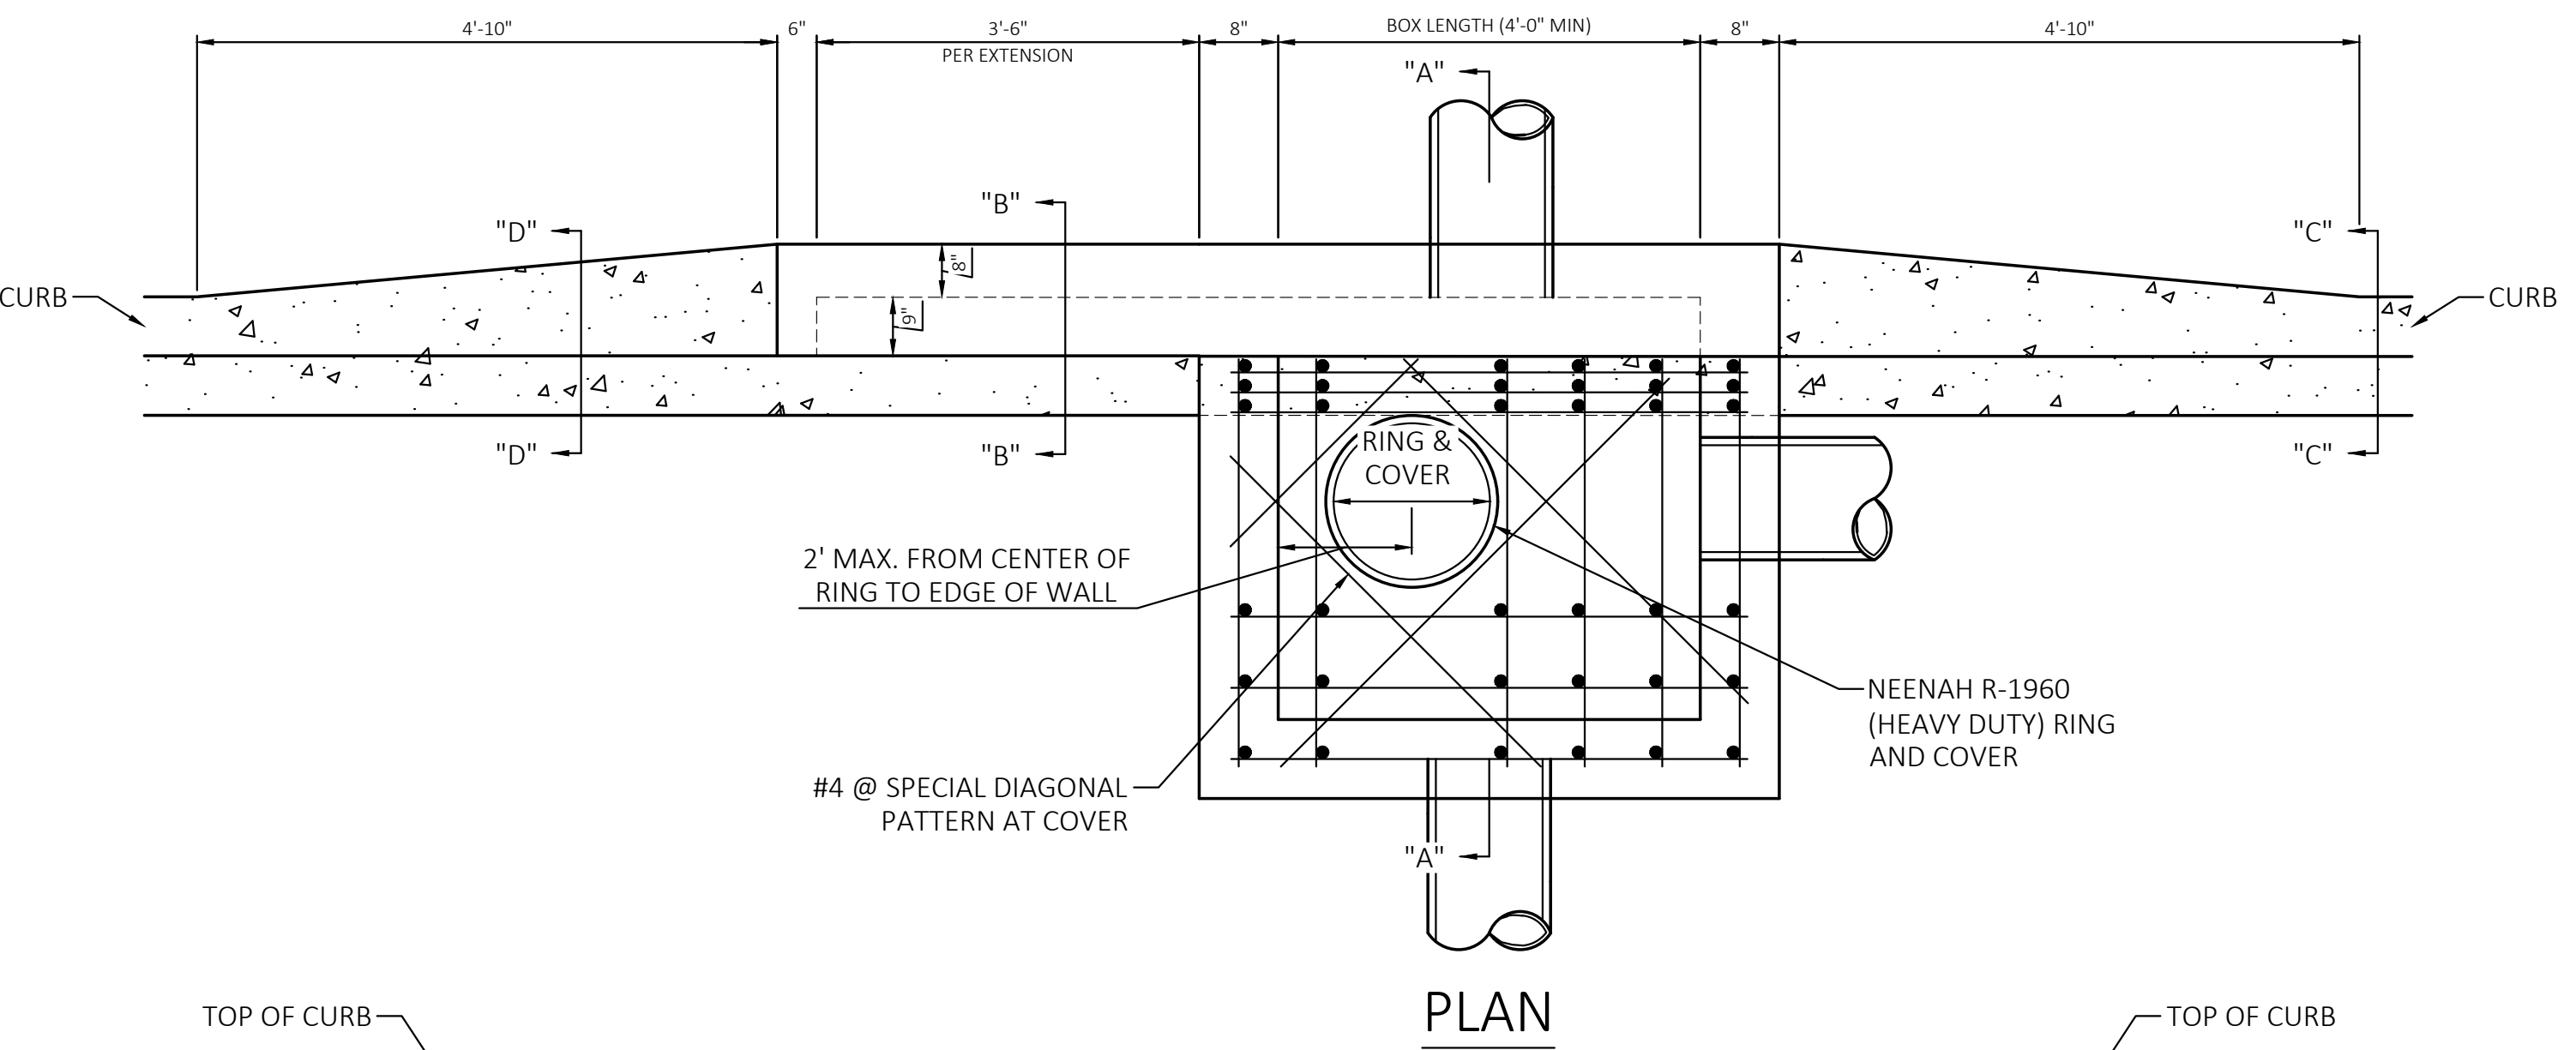 4'-10"
6"
3'-6"
PER EXTENSION
8"
BOX LENGTH (4'-0" MIN)
8"
4'-10"
"A"
"B"
"D"
"C"
8"
CURB
9"
CURB
RING &
COVER
"D"
"B"
"C"
2' MAX. FROM CENTER OF
RING TO EDGE OF WALL
NEENAH R-1960
(HEAVY DUTY) RING
AND COVER
#4 @ SPECIAL DIAGONAL
PATTERN AT COVER
"A"
PLAN
TOP OF CURB
TOP OF CURB